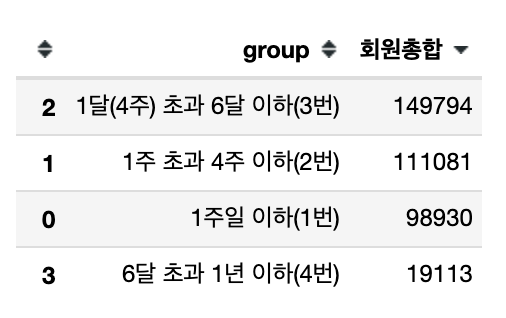 group 회원총합
2 1달(4주) 초과 6달 이하(3번) 149794
1 1주 초과 4주 이하(2번) 111081
0 1주일 이하(1번) 98930
3 6달 초과 1년 이하(4번) 19113